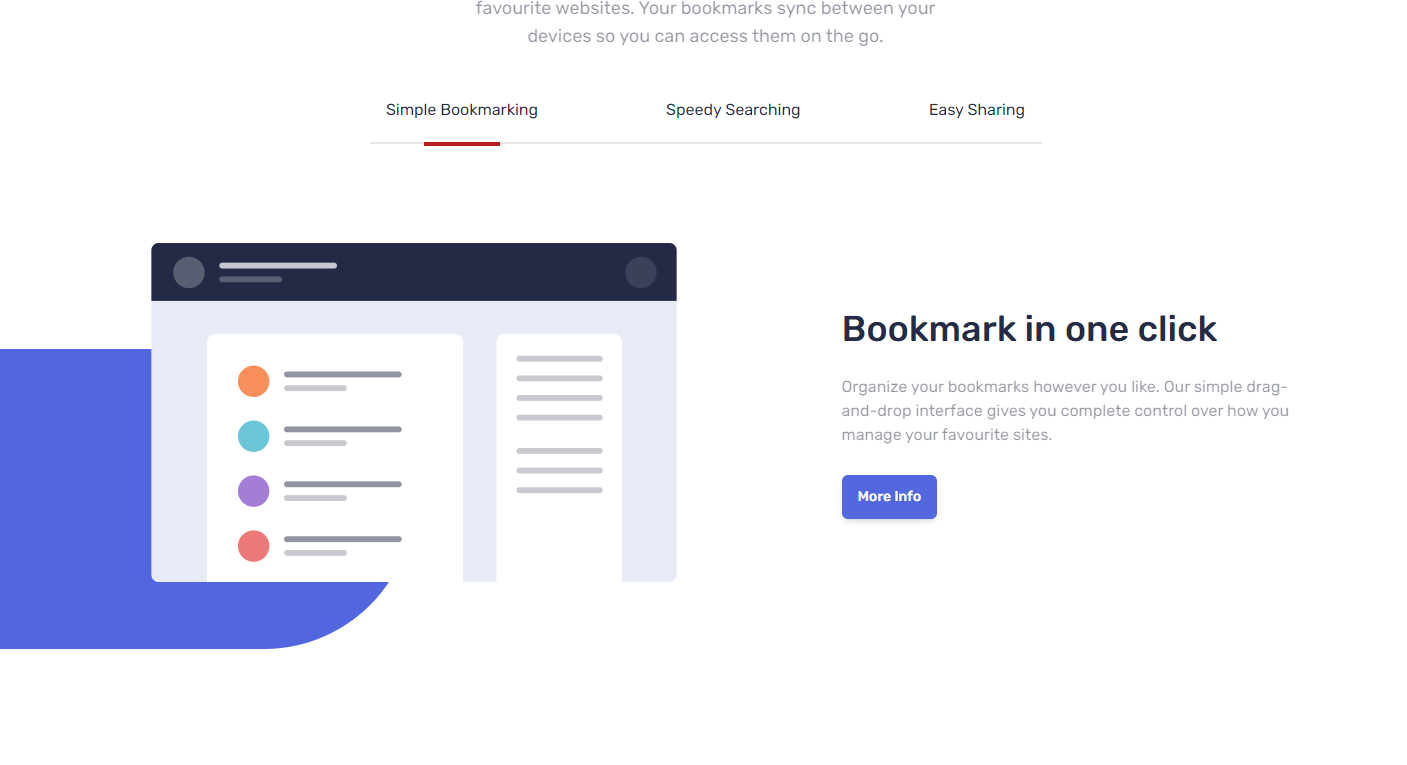 favourite websites. Your bookmarks sync between your
devices so you can access them on the go.
Simple Bookmarking
Speedy Searching
Easy Sharing
Bookmark in one click
Organize your bookmarks however you like. Our simple drag-
and-drop interface gives you complete control over how you
manage your favourite sites.
More Info